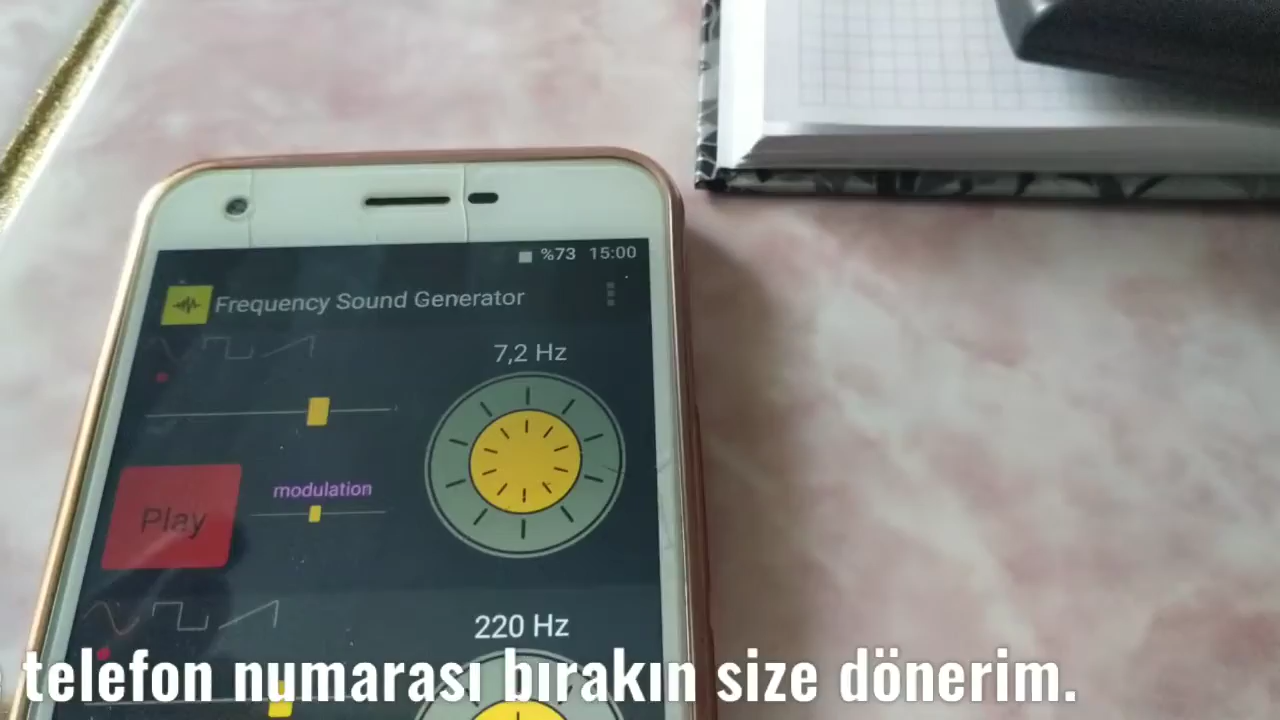 %73 15:00
Frequency Sound Generator
7,2 Hz
modulation
Play
220 Hz
telefon numarası bırakın size dönerim.